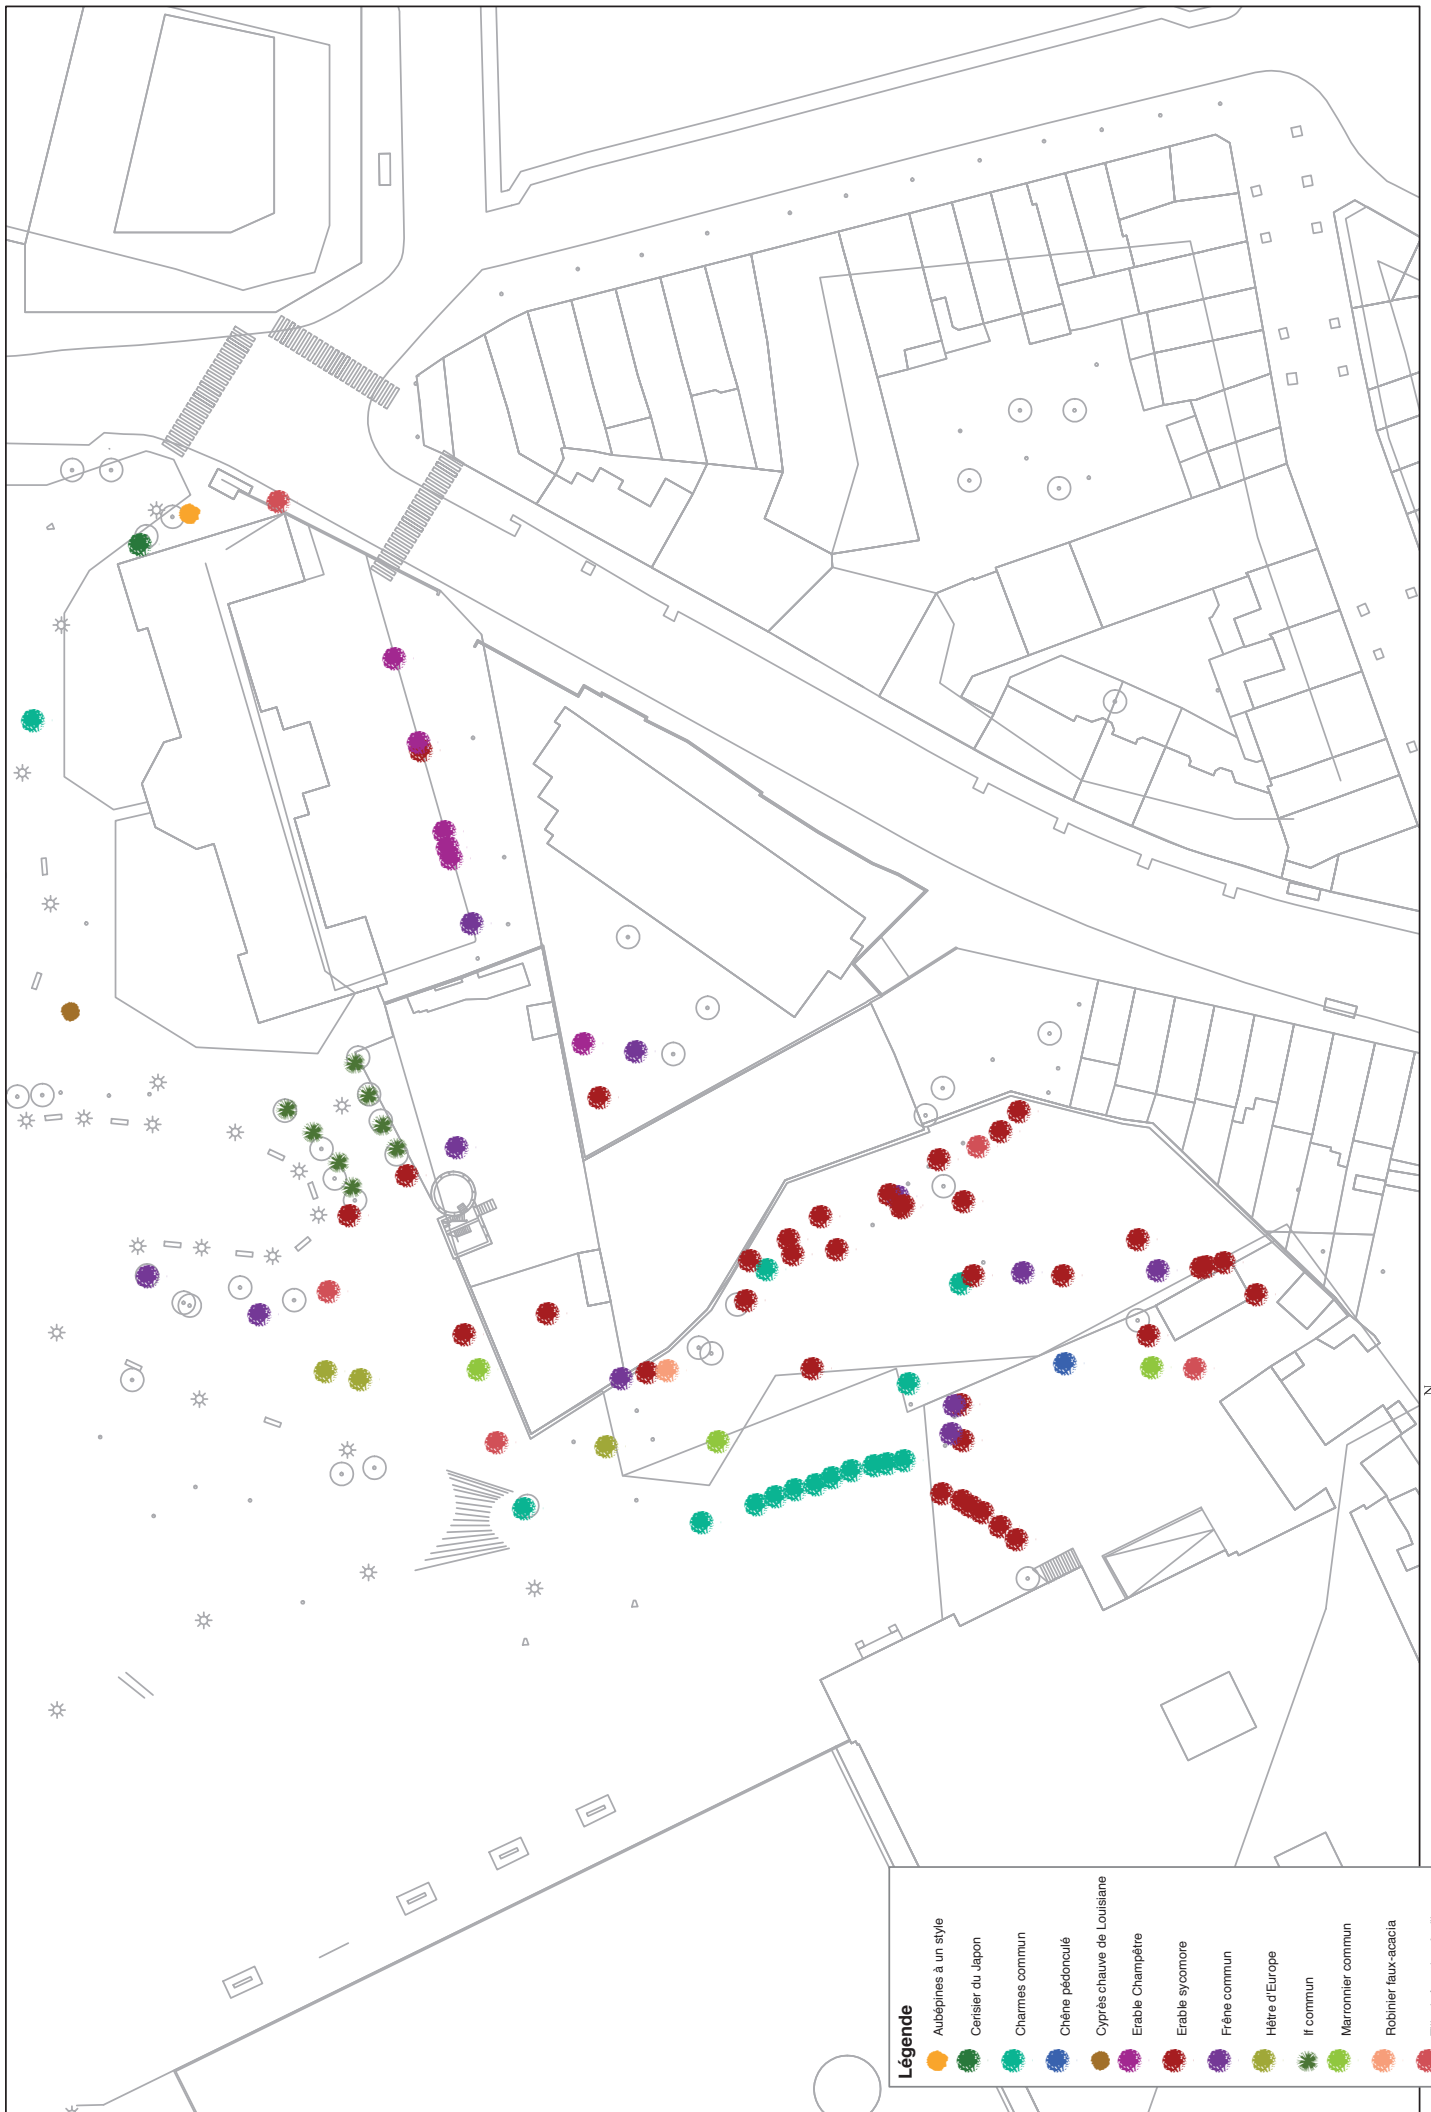 Légende
Aubépines à un style
Cerisier du Japon
Charmes commun
Chêne pédonculé
Cyprès chauve de Louisiane
Erable Champêtre
Erable sycomore
Frêne commun
Hêtre d'Europe
If commun
Marronnier commun
Robinier faux-acacia
N